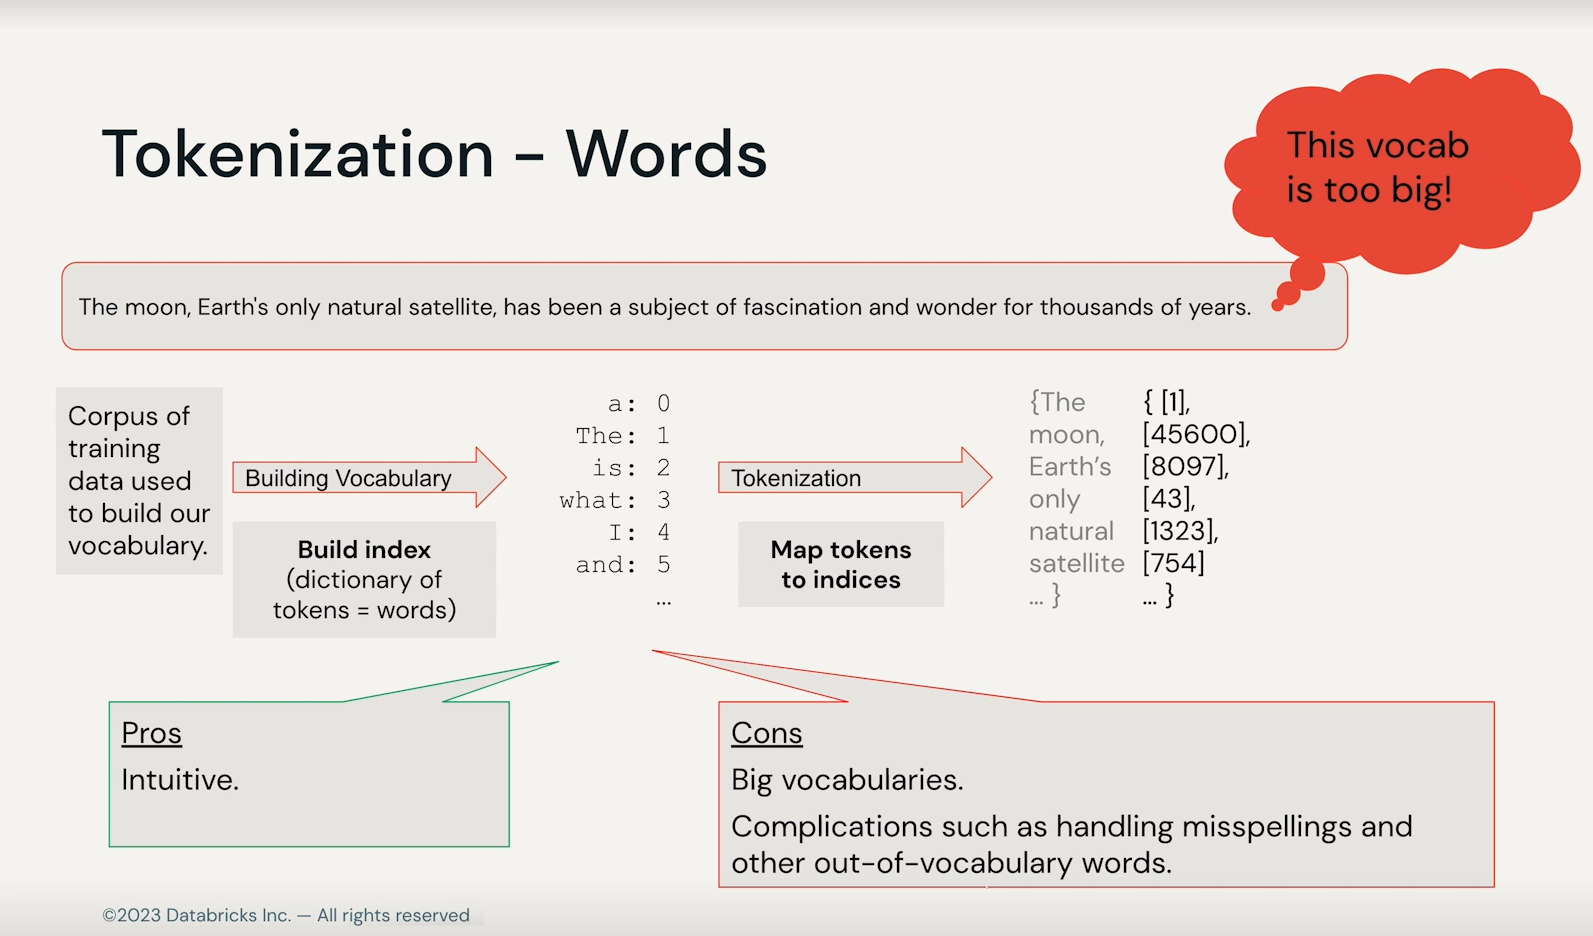 Tokenization - Words
This vocab
is too big!
The moon, Earth's only natural satellite, has been a subject of fascination and wonder for thousands of years.
Corpus of
training
data used
to build our
vocabulary.
Building Vocabulary
Build index
(dictionary of
tokens = words)
a: 0
The: 1
is: 2
what: 3
I: 4
and: 5
...
Tokenization
Map tokens
to indices
{The { [1],
moon, [45600],
Earth’s [8097],
only [43],
natural [1323],
satellite [754]
... } ... }
Pros
Intuitive.
Cons
Big vocabularies.
Complications such as handling misspellings and
other out-of-vocabulary words.
©2023 Databricks Inc. — All rights reserved